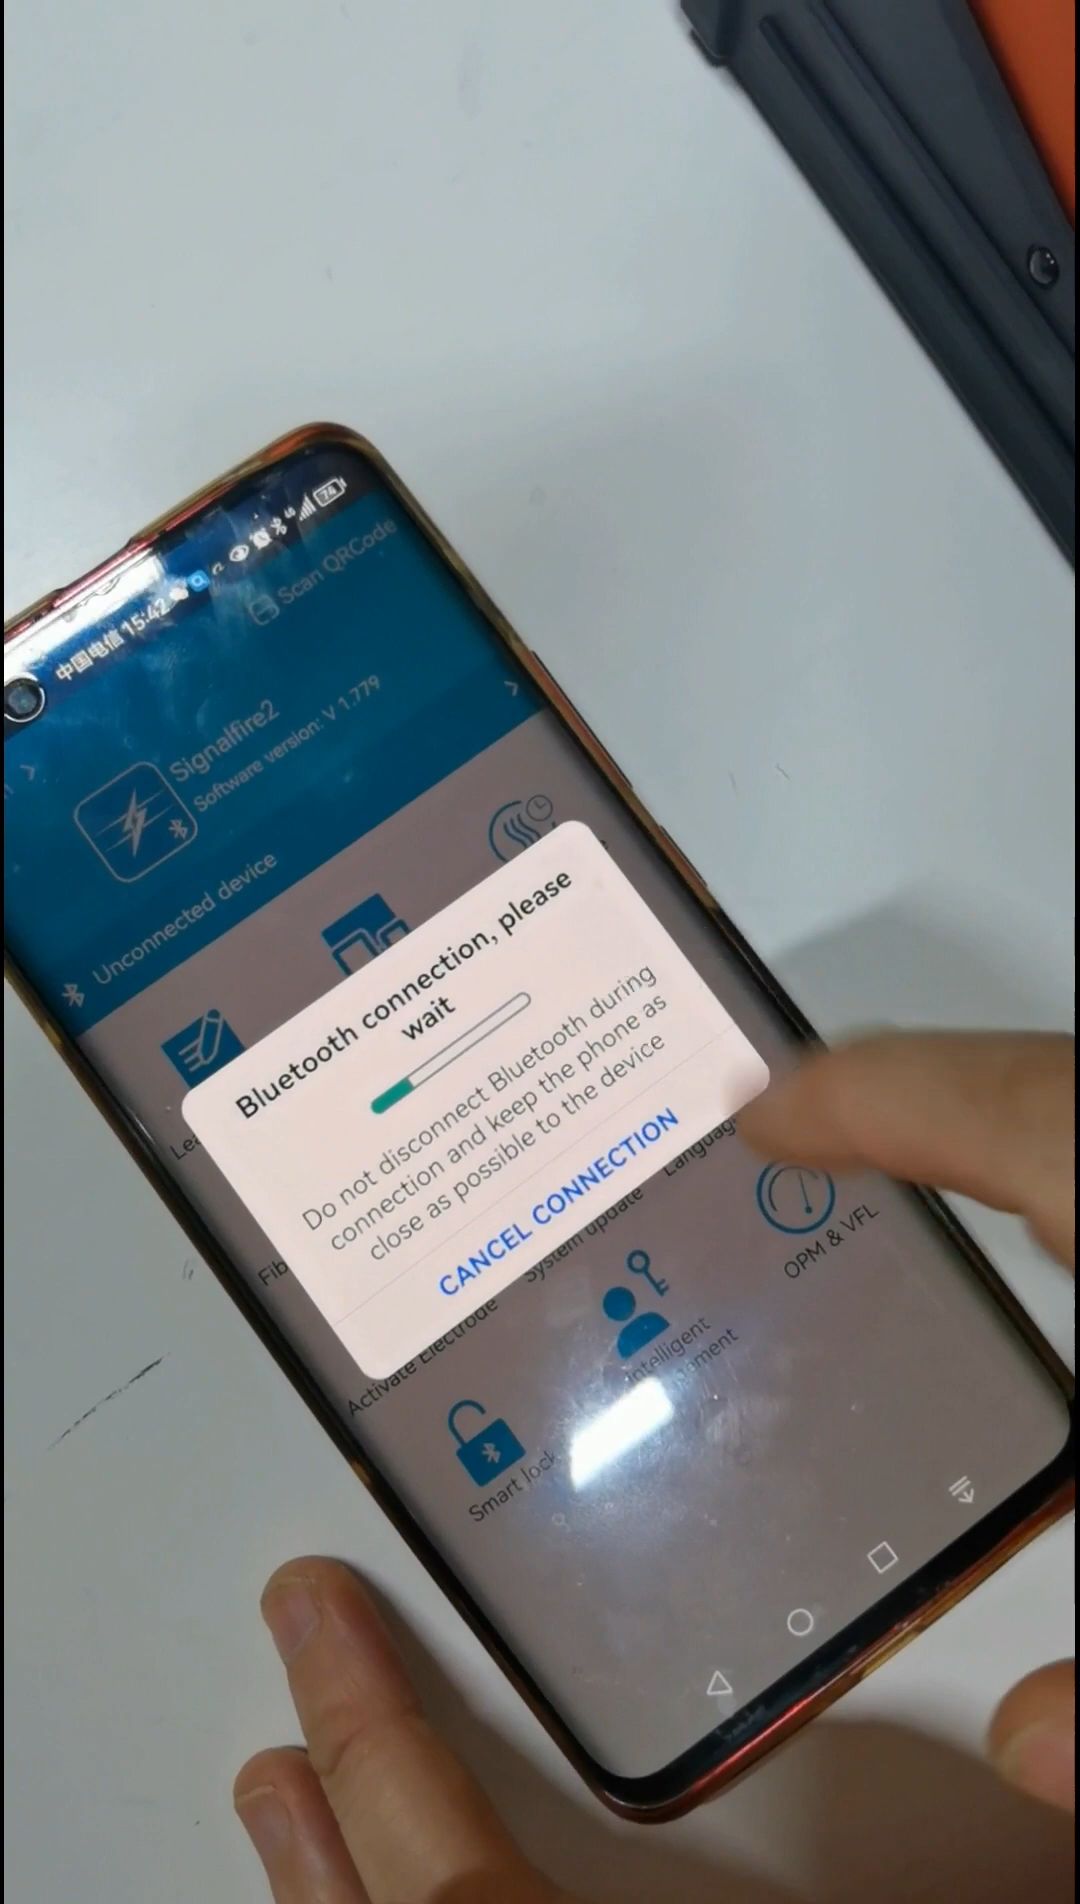 中国电信 15:42
74
Scan QRCode
Signalfire2
Software version: V 1.779
Unconnected device
Bluetooth connection, please
wait
Do not disconnect Bluetooth during
connection and keep the phone as
close as possible to the device
CANCEL CONNECTION
System update
Activate Electrode
OPM & VFL
Intelligent
Smart lock